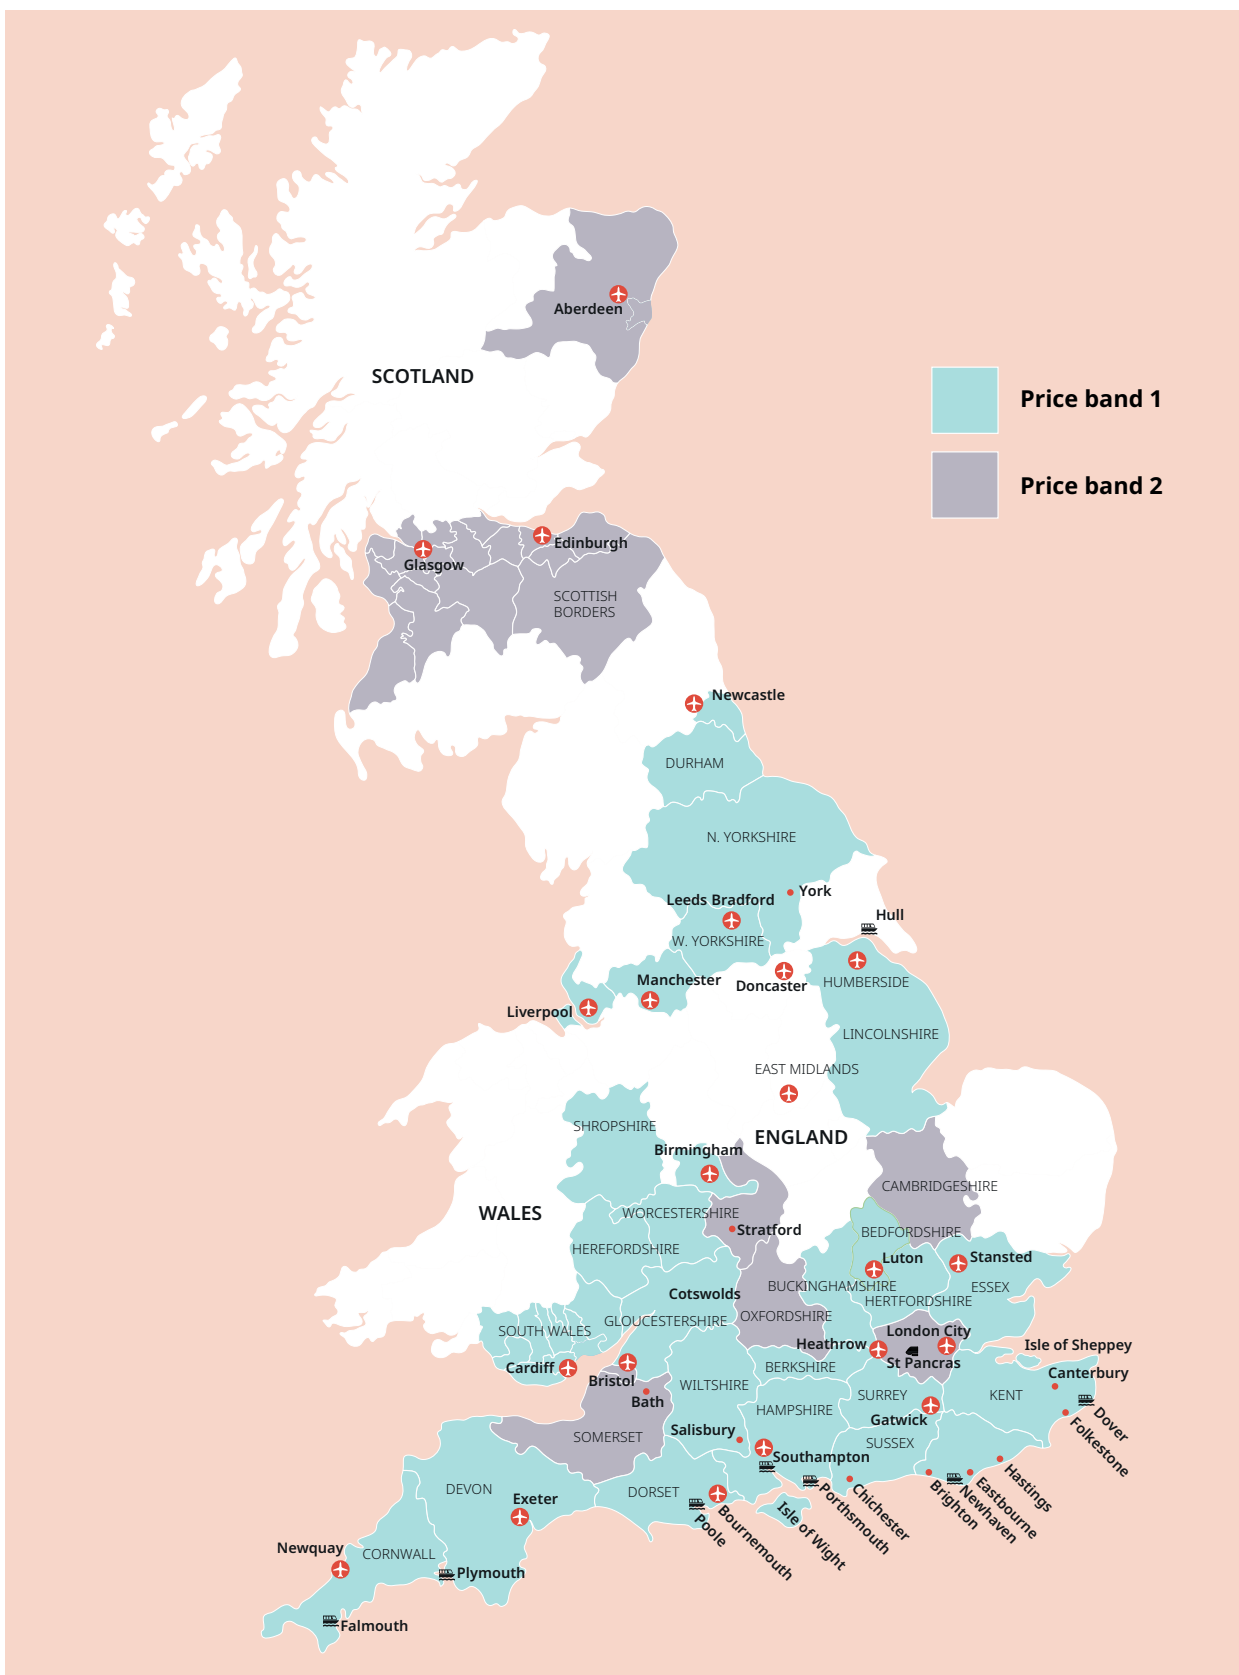 Aberdeen
SCOTLAND
Price band 1
Price band 2
Edinburgh
Glasgow
SCOTTISH
BORDERS
Newcastle
DURHAM
N. YORKSHIRE
York
Leeds Bradford
Hull
W. YORKSHIRE
Manchester
Doncaster
HUMBERSIDE
Liverpool
LINCOLNSHIRE
EAST MIDLANDS
SHROPSHIRE
ENGLAND
Birmingham
CAMBRIDGESHIRE
WALES
WORCESTERSHIRE
Stratford
BEDFORDSHIRE
HEREFORDSHIRE
Luton
Stansted
BUCKINGHAMSHIRE
ESSEX
Cotswolds
HERTFORDSHIRE
OXFORDSHIRE
GLOUCESTERSHIRE
SOUTH WALES
London City
Heathrow
Isle of Sheppey
St Pancras
Cardiff
BERKSHIRE
Canterbury
Bristol
WILTSHIRE
Bath
SURREY
KENT
HAMPSHIRE
Gatwick
Dover
Folkestone
Salisbury
SOMERSET
SUSSEX
Southampton
Hastings
Eastbourne
Newhaven
Brighton
Chichester
Porthsmouth
Isle of Wight
DEVON
DORSET
Exeter
Bournemouth
Poole
Newquay
CORNWALL
Plymouth
Falmouth